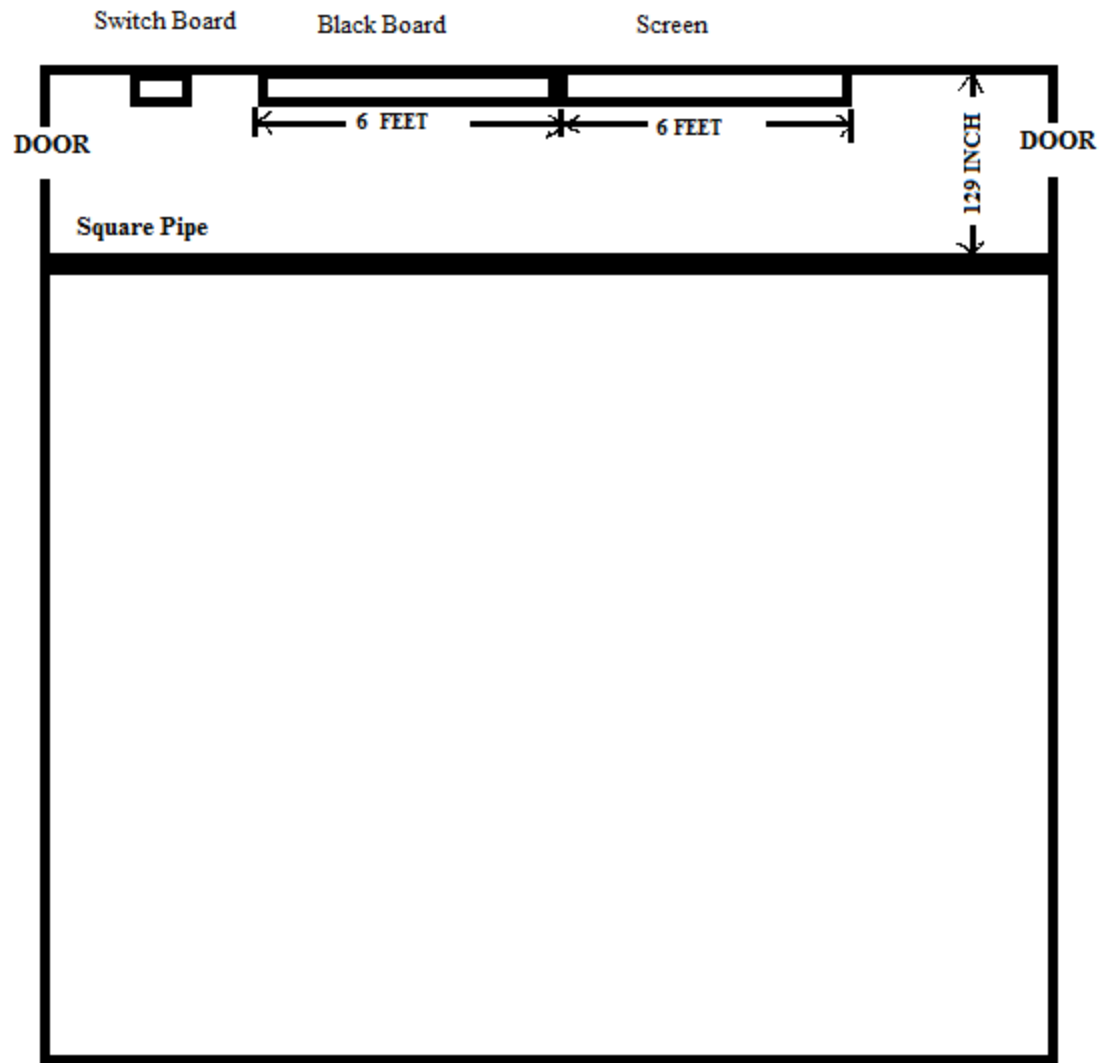 Switch Board
Black Board
Screen
6 FEET
6 FEET
DOOR
DOOR
129 INCH
Square Pipe